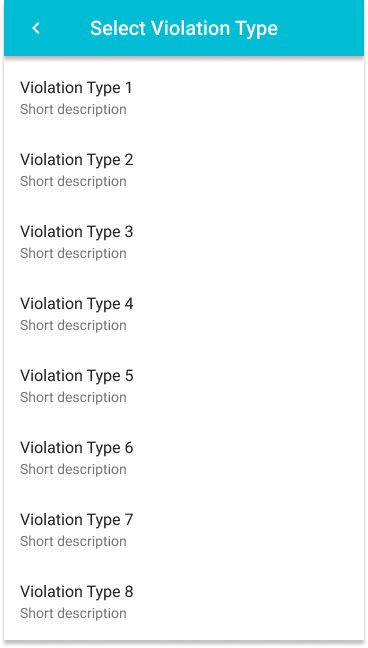 Select Violation Type
Violation Type 1
Short description
Violation Type 2
Short description
Violation Type 3
Short description
Violation Type 4
Short description
Violation Type 5
Short description
Violation Type 6
Short description
Violation Type 7
Short description
Violation Type 8
Short description